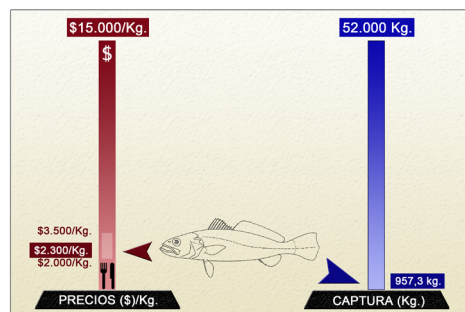 $15.000/Kg.
$
$3.500/Kg.
$2.300/Kg.
$2.000/Kg.
PRECIOS ($)/Kg.
52.000 Kg.
957,3 kg.
CAPTURA (Kg.)